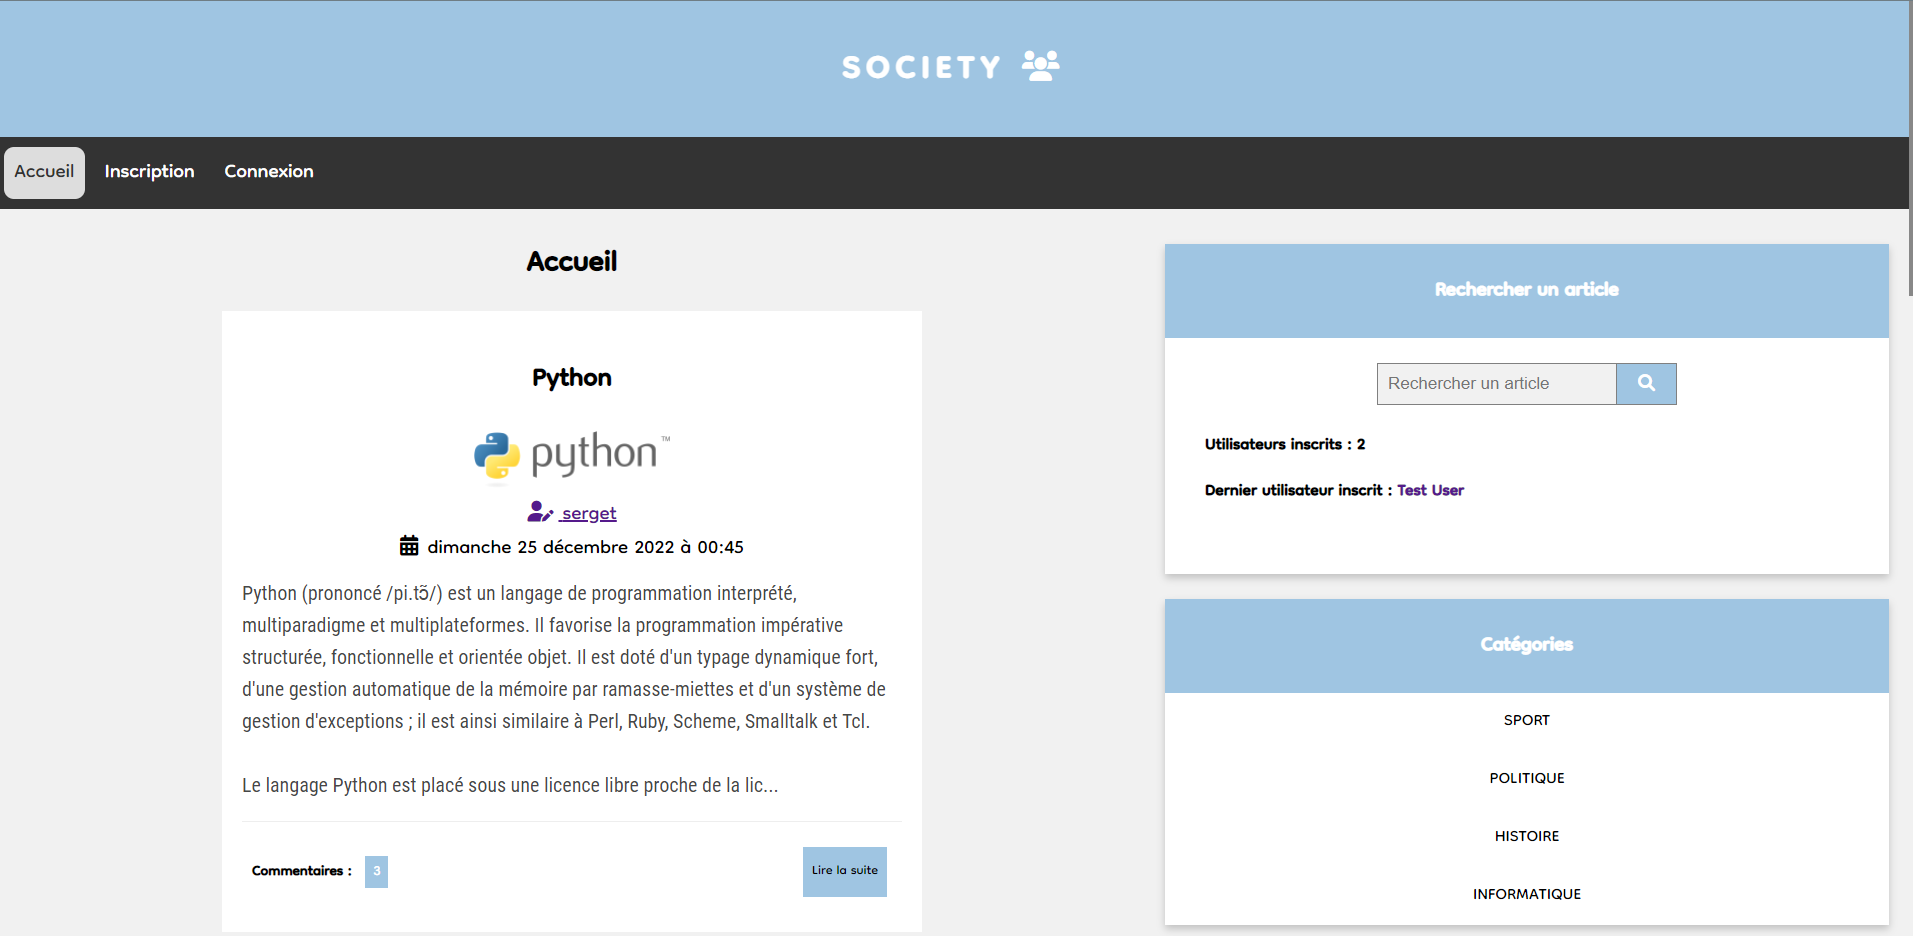 SOCIETY
Accueil Inscription Connexion
Accueil
Python
python™
serget
dimanche 25 décembre 2022 à 00:45
Python (prononcé /pi.tɔ̃/) est un langage de programmation interprété,
multiparadigme et multiplateformes. Il favorise la programmation impérative
structurée, fonctionnelle et orientée objet. Il est doté d'un typage dynamique fort,
d'une gestion automatique de la mémoire par ramasse-miettes et d'un système de
gestion d'exceptions ; il est ainsi similaire à Perl, Ruby, Scheme, Smalltalk et Tcl.
Le langage Python est placé sous une licence libre proche de la lic...
Commentaires : 3
Lire la suite
Rechercher un article
Rechercher un article
Utilisateurs inscrits : 2
Dernier utilisateur inscrit : Test User
Catégories
SPORT
POLITIQUE
HISTOIRE
INFORMATIQUE